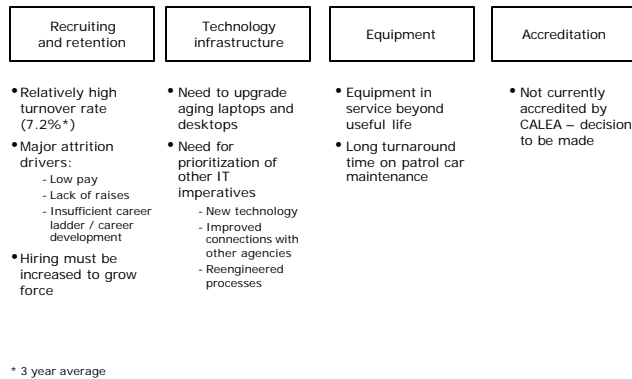 Recruiting
and retention
• Relatively high
turnover rate
(7.2%*)
• Major attrition
drivers:
- Low pay
- Lack of raises
- Insufficient career
ladder / career
development
• Hiring must be
increased to grow
force
Technology
infrastructure
• Need to upgrade
aging laptops and
desktops
• Need for
prioritization of
other IT
imperatives
- New technology
- Improved
connections with
other agencies
- Reengineered
processes
Equipment
• Equipment in
service beyond
useful life
• Long turnaround
time on patrol car
maintenance
Accreditation
• Not currently
accredited by
CALEA – decision
to be made
* 3 year average